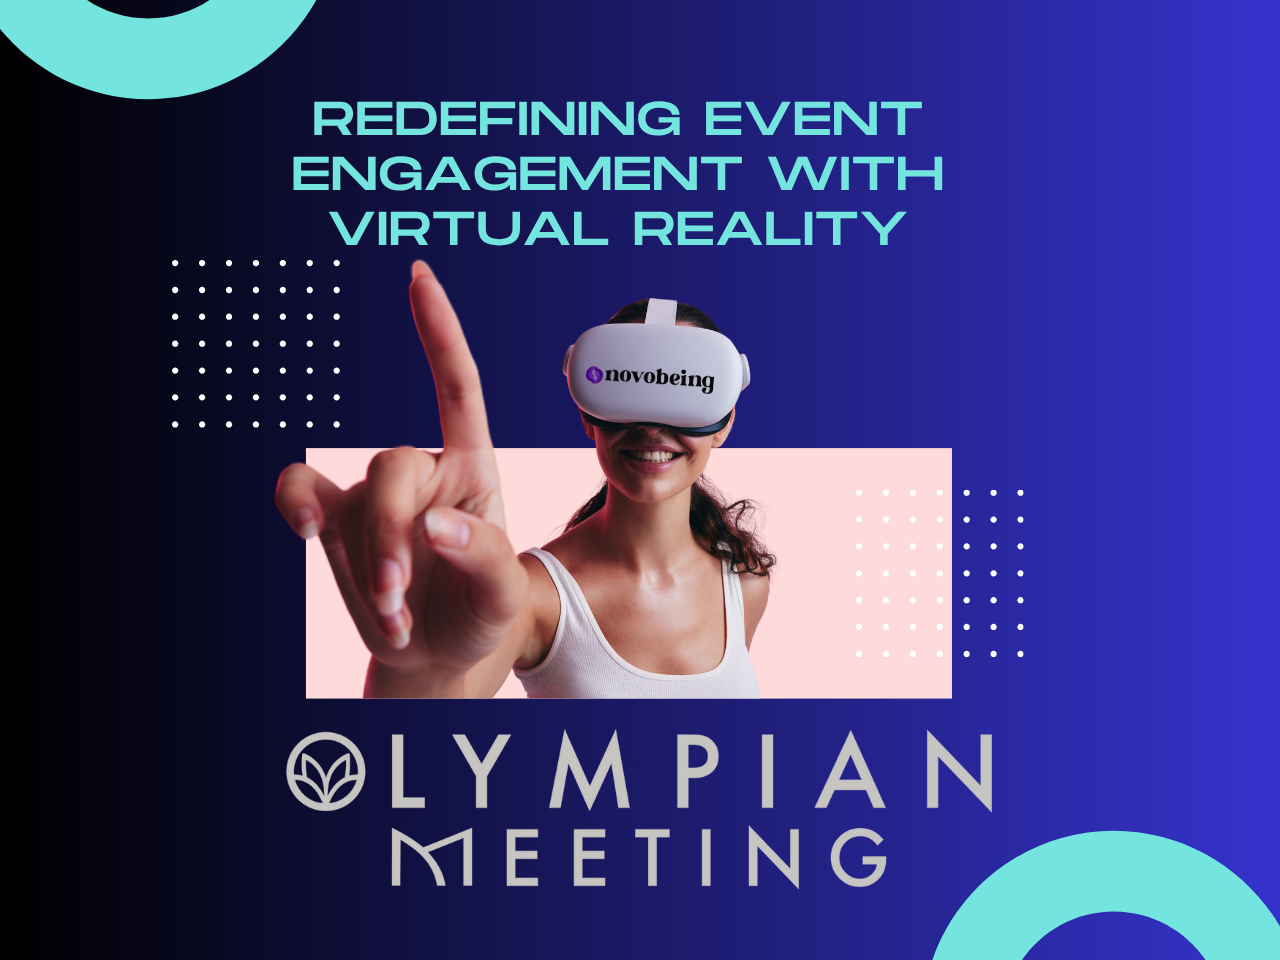 REDEFINING EVENT
ENGAGEMENT WITH
VIRTUAL REALITY
novobeing
OLYMPIAN
MEETING